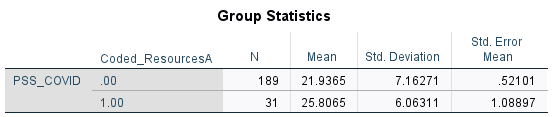 Group Statistics
Coded_ResourcesA N Mean Std. Deviation Std. Error Mean
PSS_COVID .00 189 21.9365 7.16271 .52101
1.00 31 25.8065 6.06311 1.08897